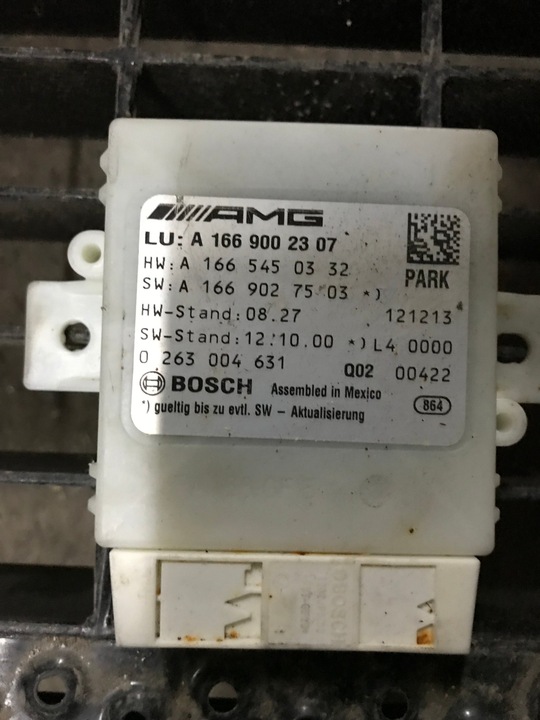 AMG
LU: A 166 900 23 07
HW: A 166 545 03 32
SW: A 166 902 75 03 *)
PARK
HW-Stand: 08.27 121213
SW-Stand: 12.10.00 *) L4 0000
0 263 004 631 Q02 00422
BOSCH Assembled in Mexico
*) gueltig bis zu evtl. SW - Aktualisierung 864